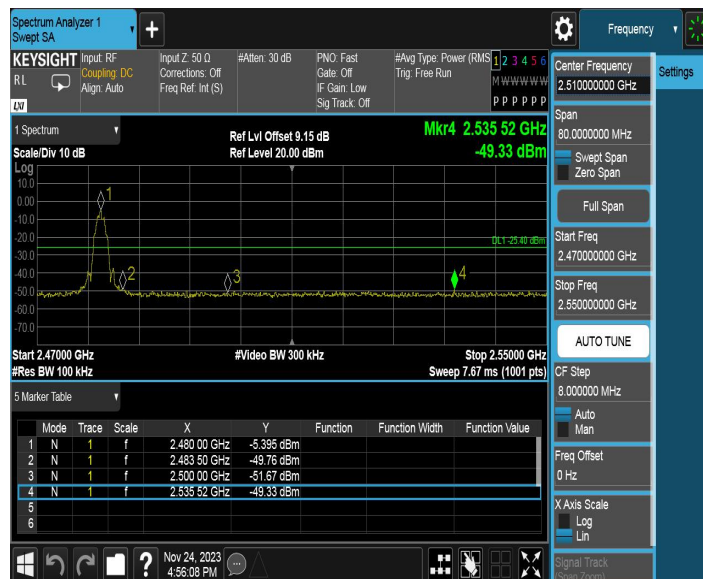 Spectrum Analyzer 1
Swept SA
+
Frequency
KEYSIGHT
RL
LXI
Input: RF
Coupling: DC
Align: Auto
Input Z: 50 Ω
Corrections: Off
Freq Ref: Int (S)
#Atten: 30 dB
PNO: Fast
Gate: Off
IF Gain: Low
Sig Track: Off
#Avg Type: Power (RMS
Trig: Free Run
1 2 3 4 5 6
M W W W W W
P P P P P P
1 Spectrum
Scale/Div 10 dB
Ref Lvl Offset 9.15 dB
Ref Level 20.00 dBm
Mkr4 2.535 52 GHz
-49.33 dBm
Log
10.0
0.00
-10.0
-20.0
-30.0
-40.0
-50.0
-60.0
-70.0
1
2
3
4
DL1 -25.40 dBm
Start 2.47000 GHz
#Res BW 100 kHz
#Video BW 300 kHz
Stop 2.55000 GHz
Sweep 7.67 ms (1001 pts)
5 Marker Table
Mode Trace Scale X Y Function Function Width Function Value
1 N 1 f 2.480 00 GHz -5.395 dBm
2 N 1 f 2.483 50 GHz -49.76 dBm
3 N 1 f 2.500 00 GHz -51.67 dBm
4 N 1 f 2.535 52 GHz -49.33 dBm
5
6
?
Nov 24, 2023
4:56:08 PM
Center Frequency
2.510000000 GHz
Settings
Span
80.0000000 MHz
Swept Span
Zero Span
Full Span
Start Freq
2.470000000 GHz
Stop Freq
2.550000000 GHz
AUTO TUNE
CF Step
8.000000 MHz
Auto
Man
Freq Offset
0 Hz
X Axis Scale
Log
Lin
Signal Track
(Span Zoom)